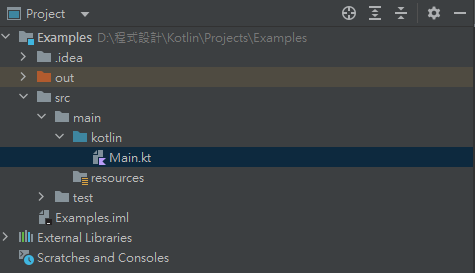 Project
Examples D:\程式設計\Kotlin\Projects\Examples
.idea
out
src
main
kotlin
Main.kt
resources
test
Examples.iml
External Libraries
Scratches and Consoles